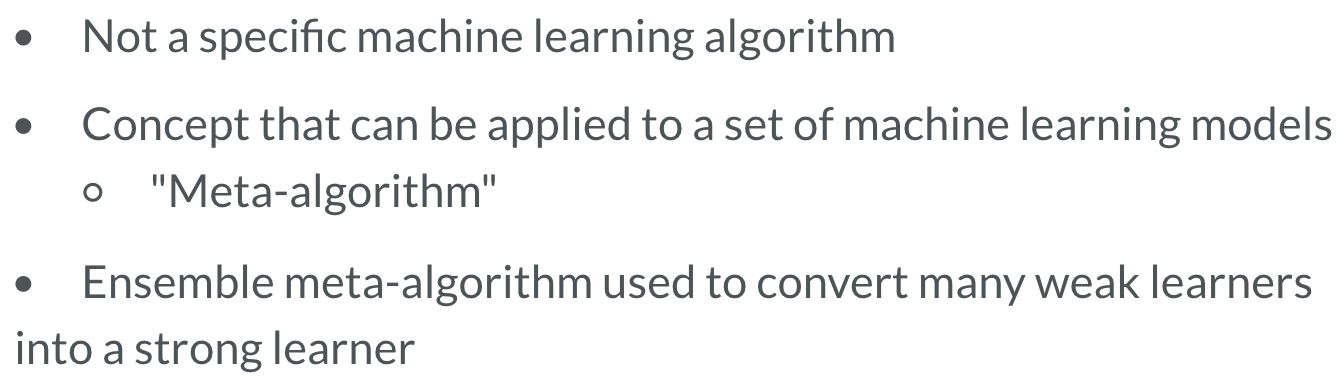 • Not a specific machine learning algorithm
• Concept that can be applied to a set of machine learning models
○ "Meta-algorithm"
• Ensemble meta-algorithm used to convert many weak learners
into a strong learner